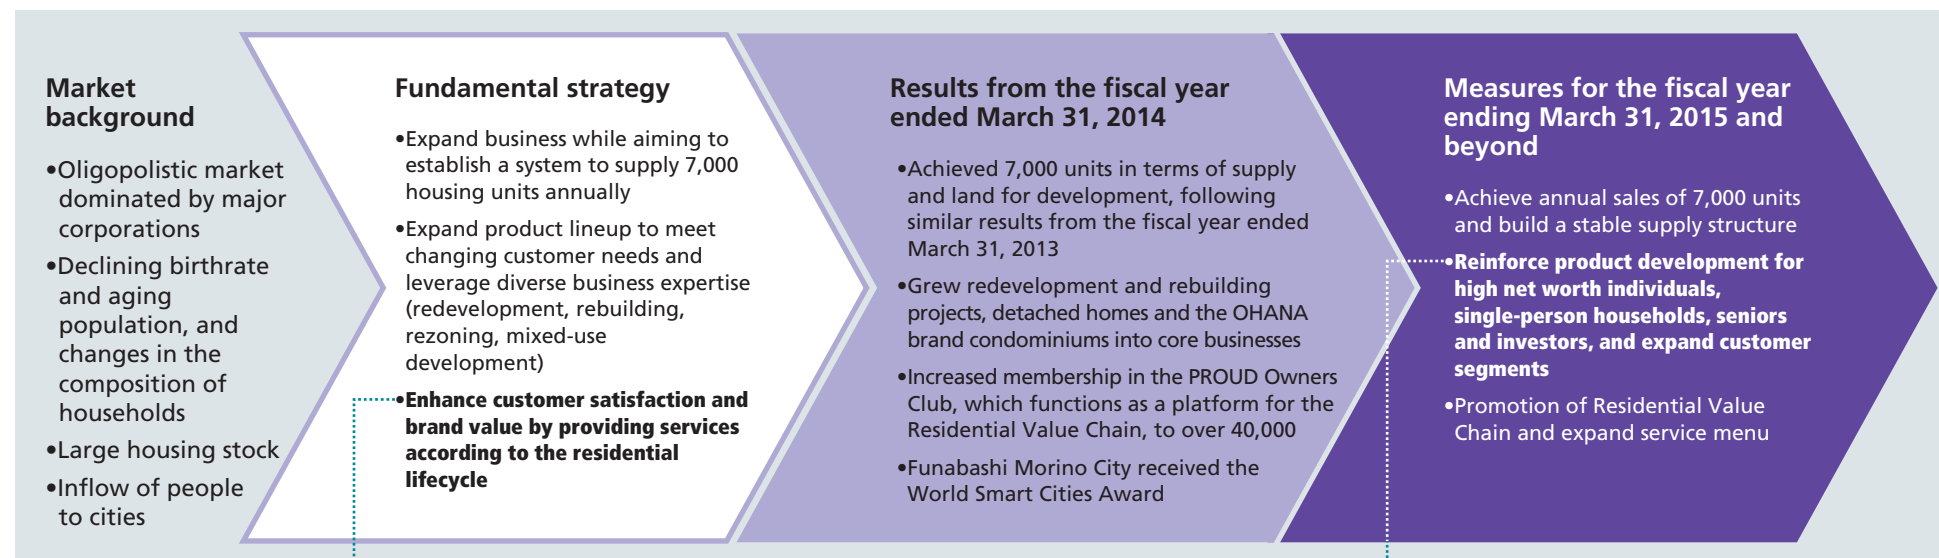 Market
background
•Oligopolistic market
dominated by major
corporations
•Declining birthrate
and aging
population, and
changes in the
composition of
households
•Large housing stock
•Inflow of people
to cities
Fundamental strategy
•Expand business while aiming to
establish a system to supply 7,000
housing units annually
•Expand product lineup to meet
changing customer needs and
leverage diverse business expertise
(redevelopment, rebuilding,
rezoning, mixed-use
development)
•Enhance customer satisfaction and
brand value by providing services
according to the residential
lifecycle
Results from the fiscal year
ended March 31, 2014
•Achieved 7,000 units in terms of supply
and land for development, following
similar results from the fiscal year ended
March 31, 2013
•Grew redevelopment and rebuilding
projects, detached homes and the OHANA
brand condominiums into core businesses
•Increased membership in the PROUD Owners
Club, which functions as a platform for the
Residential Value Chain, to over 40,000
•Funabashi Morino City received the
World Smart Cities Award
Measures for the fiscal year
ending March 31, 2015 and
beyond
•Achieve annual sales of 7,000 units
and build a stable supply structure
•Reinforce product development for
high net worth individuals,
single-person households, seniors
and investors, and expand customer
segments
•Promotion of Residential Value
Chain and expand service menu